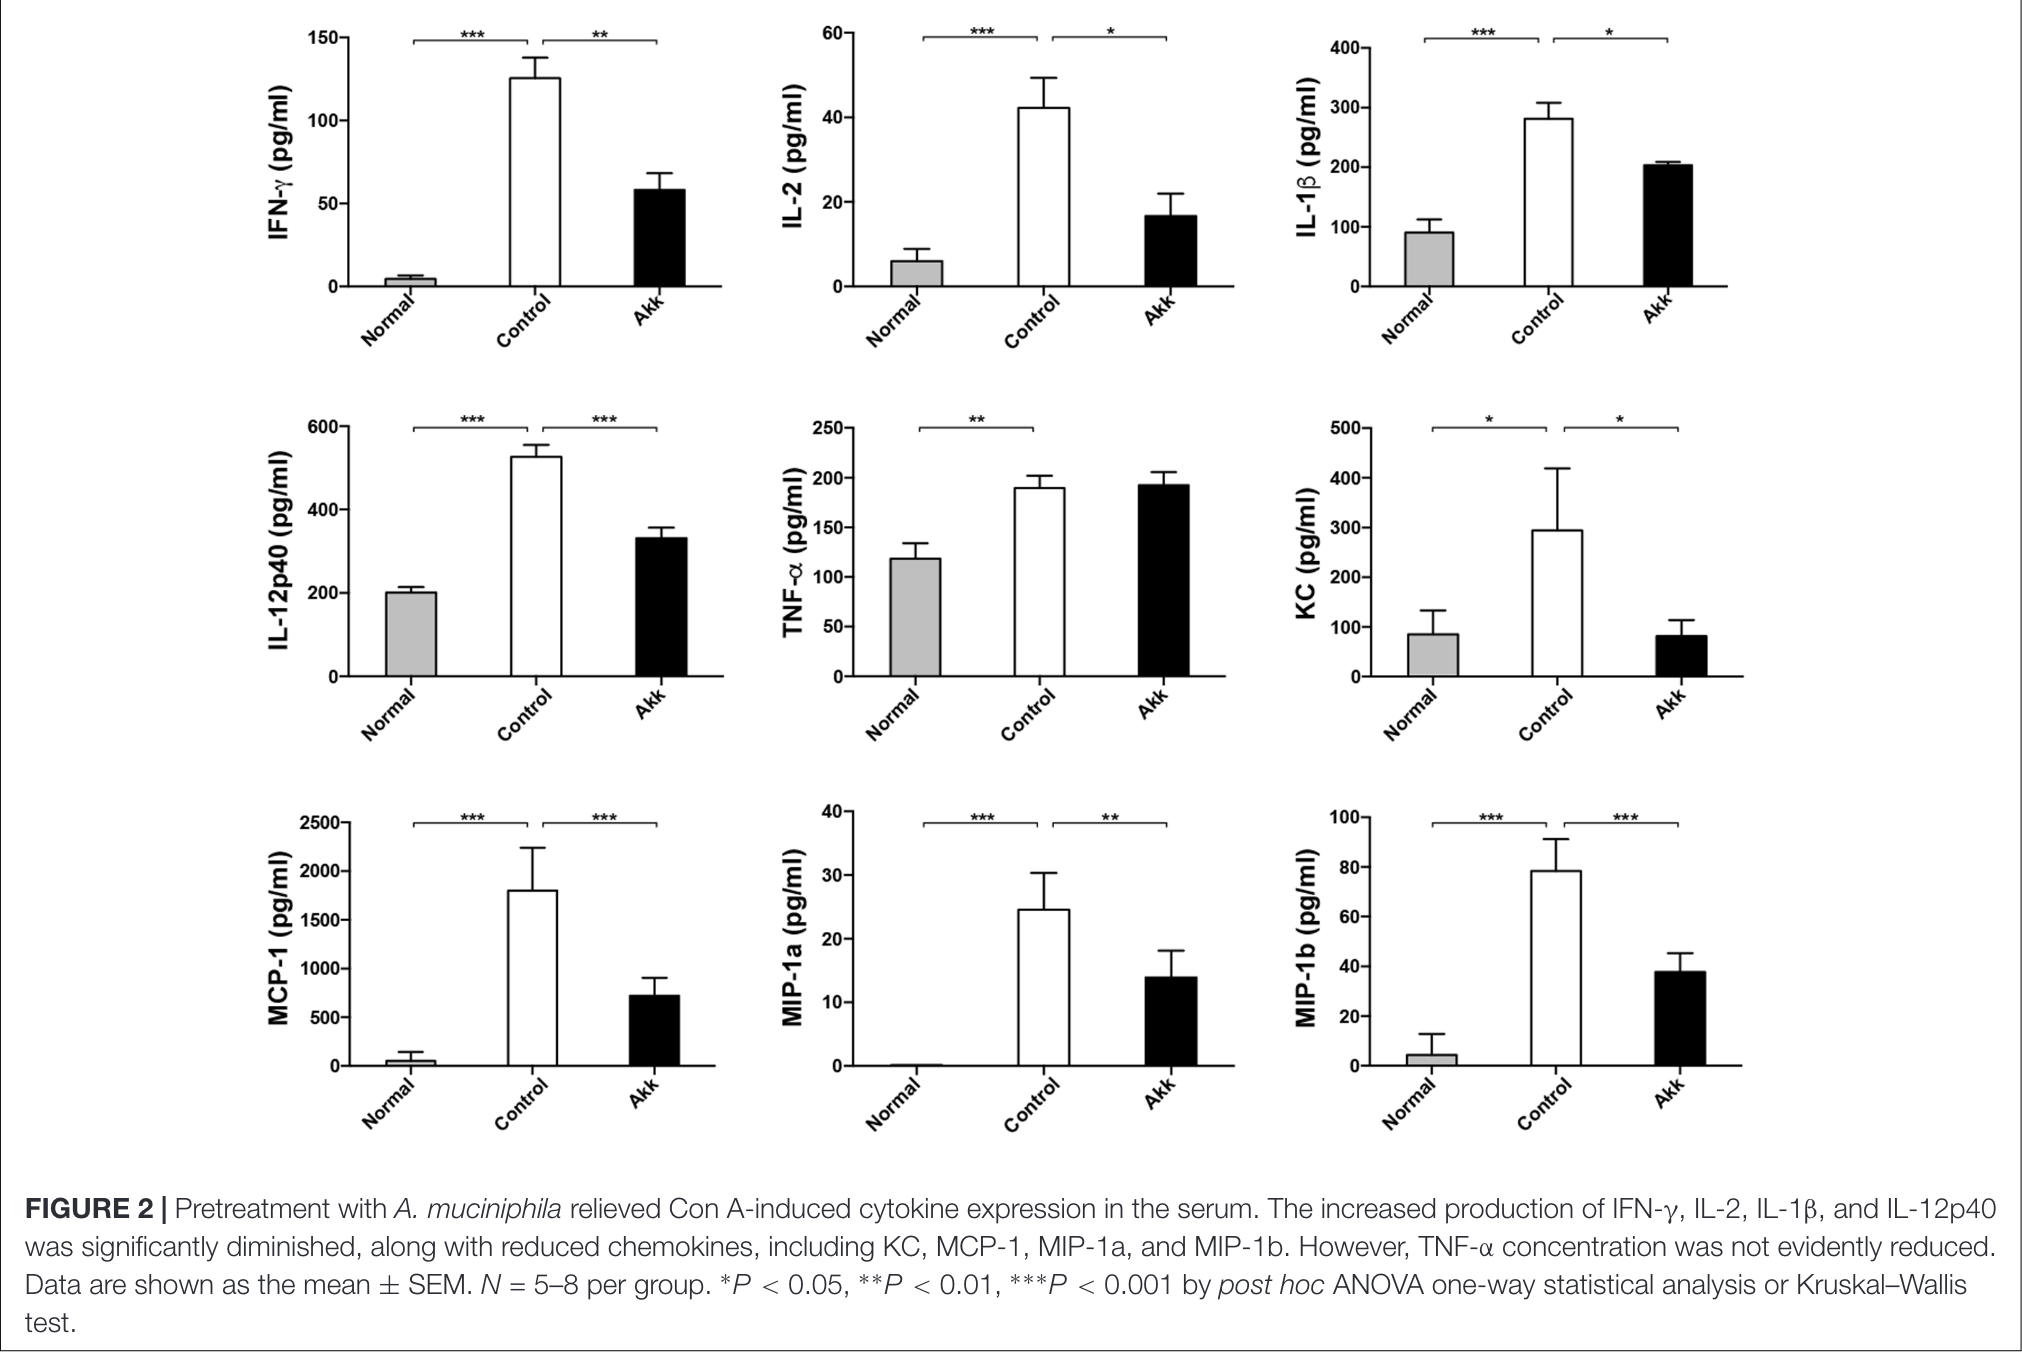 *** ** 
150
100
50
0
IFN-γ (pg/ml)
Normal
Control
Akk
*** *
60
40
20
0
IL-2 (pg/ml)
Normal
Control
Akk
*** *
400
300
200
100
0
IL-1β (pg/ml)
Normal
Control
Akk
*** ***
600
400
200
0
IL-12p40 (pg/ml)
Normal
Control
Akk
**
250
200
150
100
50
0
TNF-α (pg/ml)
Normal
Control
Akk
* *
500
400
300
200
100
0
KC (pg/ml)
Normal
Control
Akk
*** ***
2500
2000
1500
1000
500
0
MCP-1 (pg/ml)
Normal
Control
Akk
*** **
40
30
20
10
0
MIP-1a (pg/ml)
Normal
Control
Akk
*** ***
100
80
60
40
20
0
MIP-1b (pg/ml)
Normal
Control
Akk
FIGURE 2 | Pretreatment with A. muciniphila relieved Con A-induced cytokine expression in the serum. The increased production of IFN-γ, IL-2, IL-1β, and IL-12p40
was significantly diminished, along with reduced chemokines, including KC, MCP-1, MIP-1a, and MIP-1b. However, TNF-α concentration was not evidently reduced.
Data are shown as the mean ± SEM. N = 5–8 per group. *P < 0.05, **P < 0.01, ***P < 0.001 by post hoc ANOVA one-way statistical analysis or Kruskal–Wallis
test.